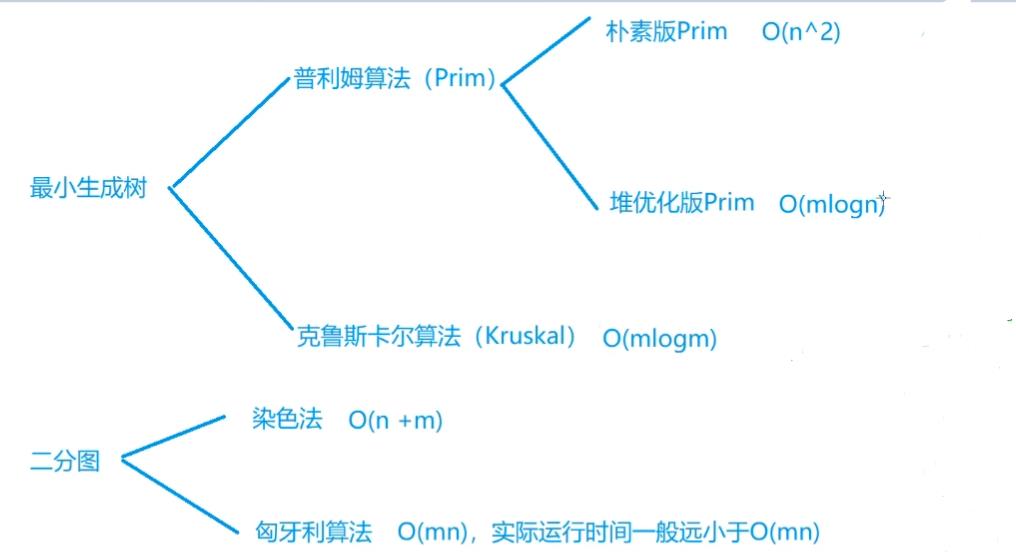 朴素版Prim O(n^2)
普利姆算法（Prim）
最小生成树
堆优化版Prim O(mlogn)
克鲁斯卡尔算法（Kruskal） O(mlogm)
染色法 O(n +m)
二分图
匈牙利算法 O(mn)，实际运行时间一般远小于O(mn)